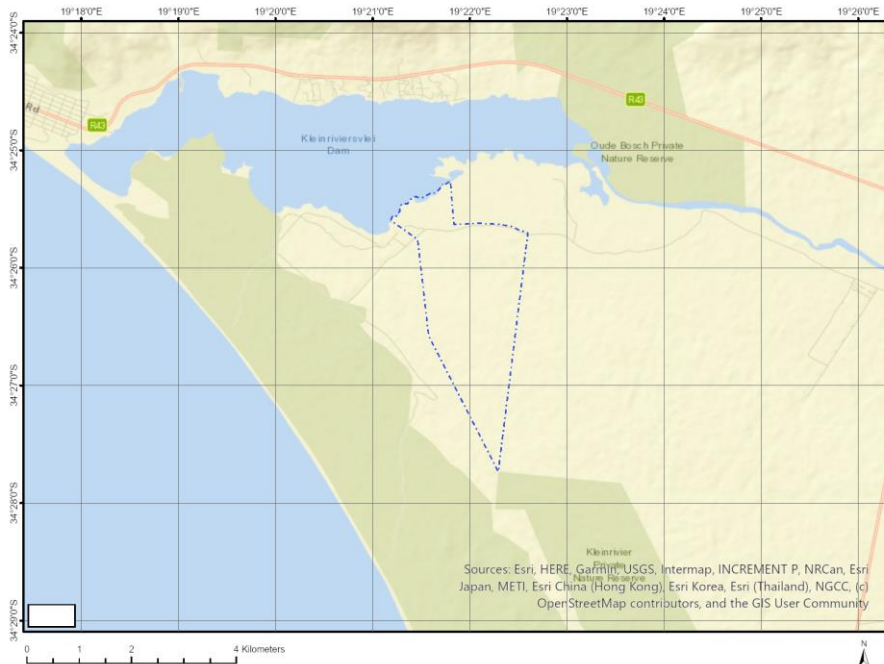 19°18'0"E 19°19'0"E 19°20'0"E 19°21'0"E 19°22'0"E 19°23'0"E 19°24'0"E 19°25'0"E 19°26'0"E
34°24'0"S
34°25'0"S
34°26'0"S
34°27'0"S
34°28'0"S
34°29'0"S
Rd
R43
R43
Kleinriviersvlei
Dam
Oude Bosch Private
Nature Reserve
Kleinrivier
Private
Nature Reserve
Sources: Esri, HERE, Garmin, USGS, Intermap, INCREMENT P, NRCan, Esri
Japan, METI, Esri China (Hong Kong), Esri Korea, Esri (Thailand), NGCC, (c)
OpenStreetMap contributors, and the GIS User Community
0 1 2 4 Kilometers
N